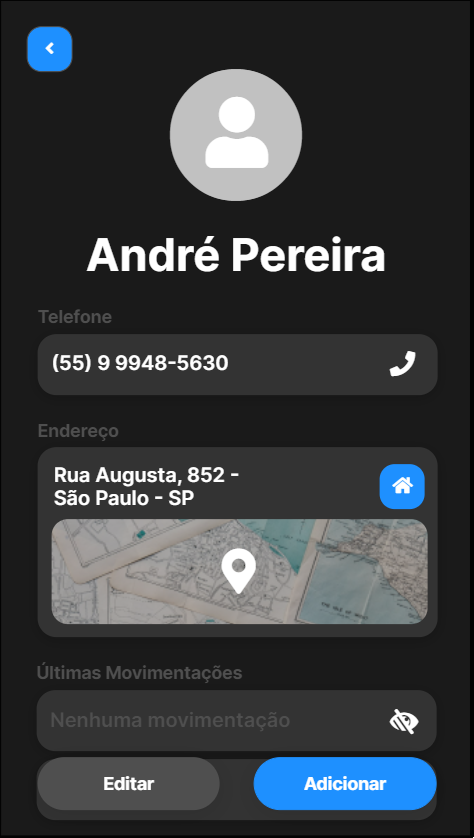 André Pereira
Telefone
(55) 9 9948-5630
Endereço
Rua Augusta, 852 -
São Paulo - SP
Últimas Movimentações
Nenhuma movimentação
Editar
Adicionar